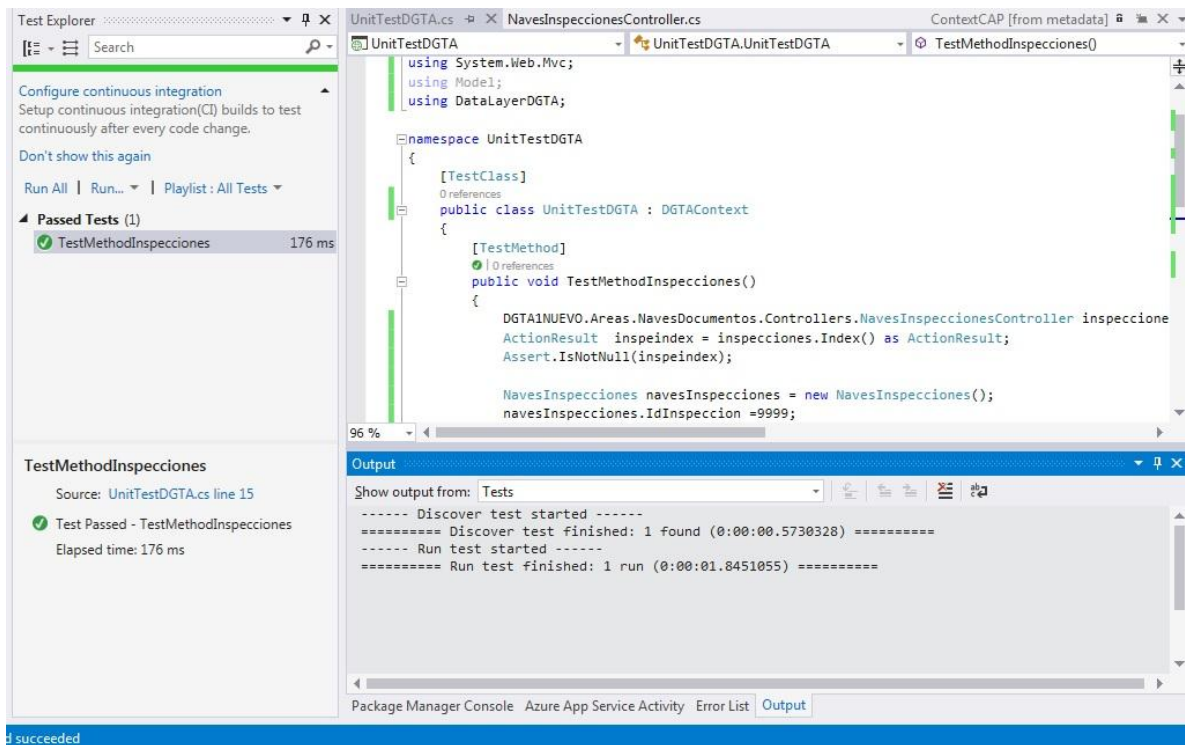 Test Explorer
Search
Configure continuous integration
Setup continuous integration(CI) builds to test
continuously after every code change.
Don't show this again
Run All | Run... | Playlist : All Tests
Passed Tests (1)
TestMethodInspecciones 176 ms
TestMethodInspecciones
Source: UnitTestDGTA.cs line 15
Test Passed - TestMethodInspecciones
Elapsed time: 176 ms
UnitTestDGTA.cs NavesInspeccionesController.cs ContextCAP [from metadata]
UnitTestDGTA UnitTestDGTA.UnitTestDGTA TestMethodInspecciones()
using System.Web.Mvc;
using Model;
using DataLayerDGTA;
namespace UnitTestDGTA
{
[TestClass]
0 references
public class UnitTestDGTA : DGTAContext
{
[TestMethod]
| 0 references
public void TestMethodInspecciones()
{
DGTA1NUEVO.Areas.NavesDocumentos.Controllers.NavesInspeccionesController inspeccione
ActionResult inspeindex = inspecciones.Index() as ActionResult;
Assert.IsNotNull(inspeindex);
NavesInspecciones navesInspecciones = new NavesInspecciones();
navesInspecciones.IdInspeccion =9999;
96 %
Output
Show output from: Tests
------ Discover test started ------
========== Discover test finished: 1 found (0:00:00.5730328) ==========
------ Run test started ------
========== Run test finished: 1 run (0:00:01.8451055) ==========
Package Manager Console Azure App Service Activity Error List Output
d succeeded